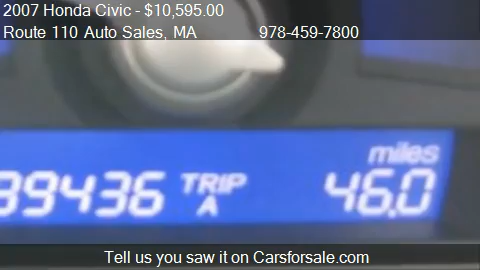 2007 Honda Civic - $10,595.00
Route 110 Auto Sales, MA 978-459-7800
miles
39436 TRIP A 46.0
Tell us you saw it on Carsforsale.com